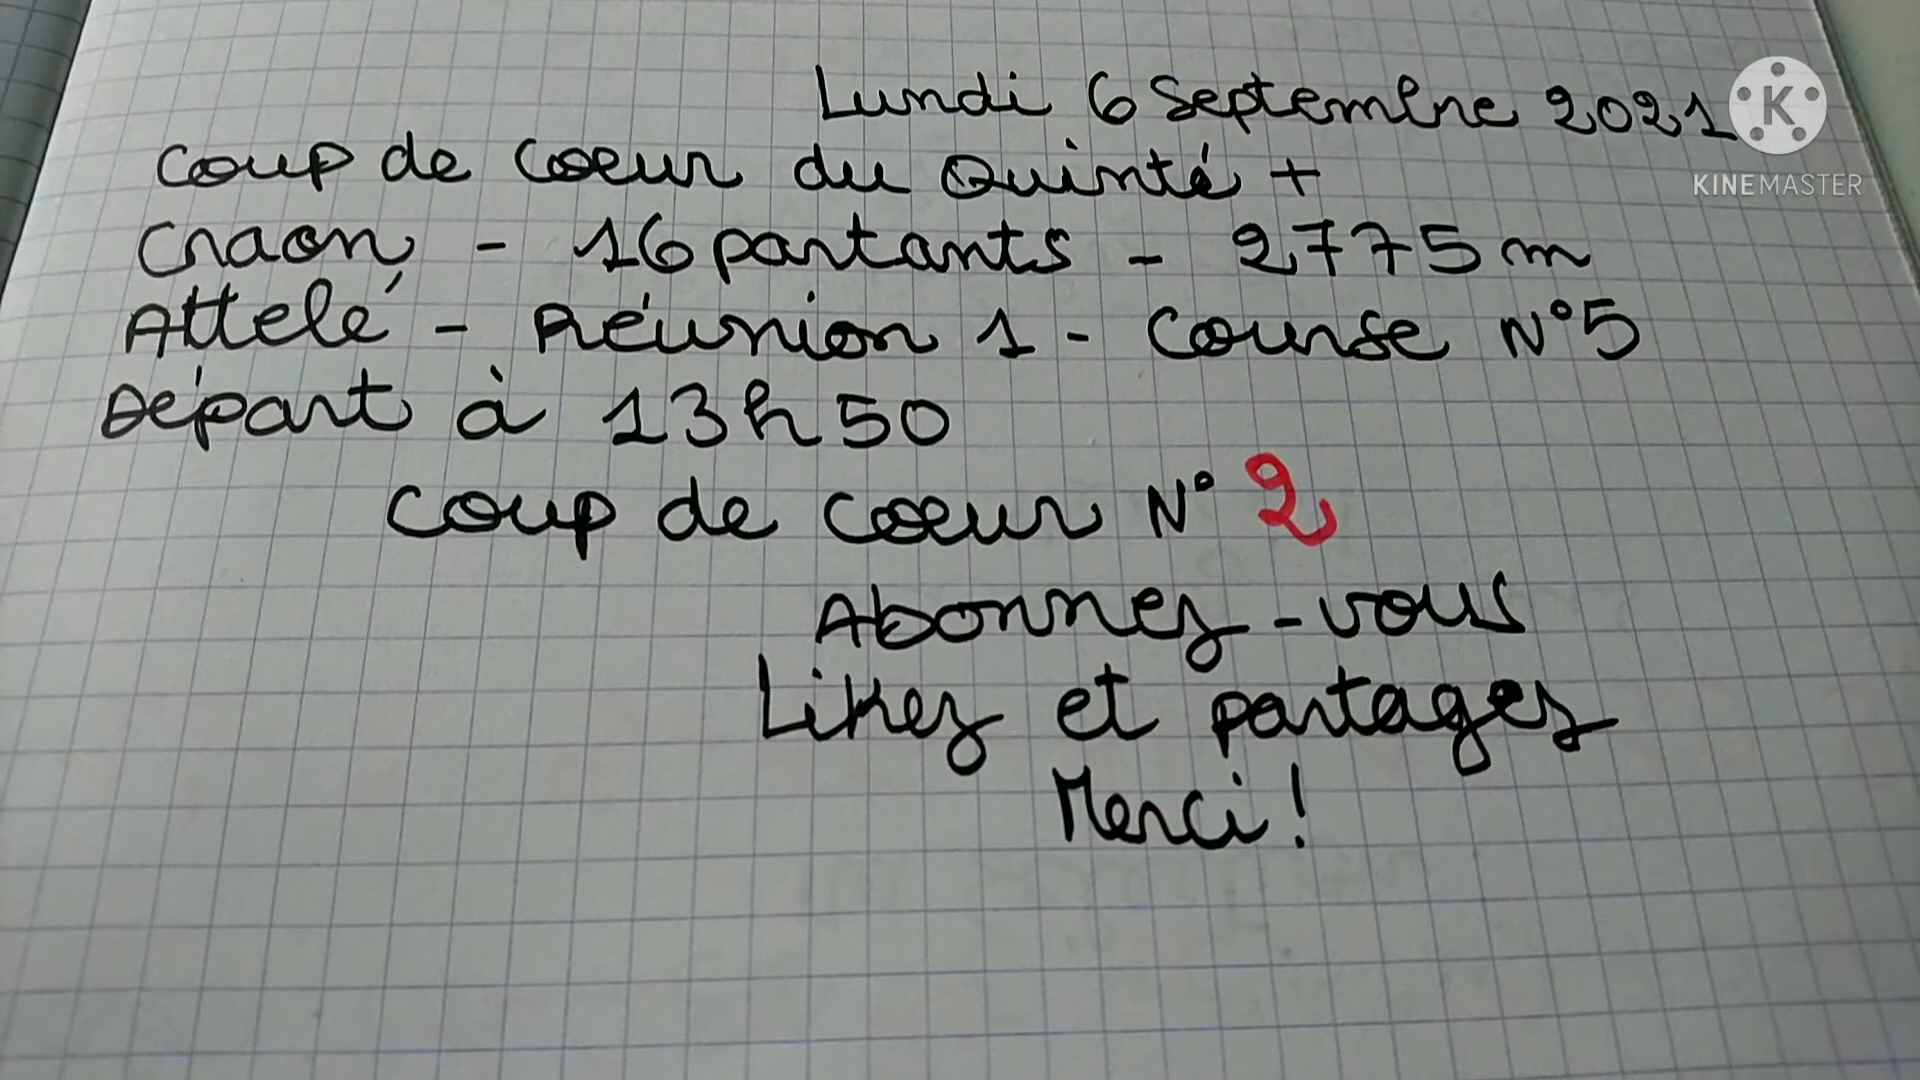 Lundi 6 Septembre 2021
Coup de coeur du Quinté +
Craon, - 16 partants - 2775 m
Attelé - Réunion 1 - Course N°5
Départ à 13h50
Coup de coeur N° 2
Abonnez-vous
Likez et partagez
Merci !
K
KINEMASTER